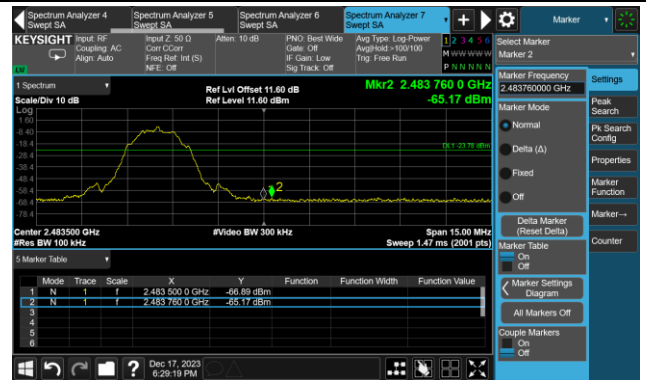 Spectrum Analyzer 4 Spectrum Analyzer 5 Spectrum Analyzer 6 Spectrum Analyzer 7 Marker
Swept SA Swept SA Swept SA Swept SA
KEYSIGHT Input: RF Input Z: 50 Ω Atten: 10 dB PNO: Best Wide Avg Type: Log-Power 1 2 3 4 5 6 Select Marker
Coupling: AC Corr CCorr Gate: Off Avg|Hold:>100/100 M W W W W W Marker 2
Align: Auto Freq Ref: Int (S) IF Gain: Low Trig: Free Run
NFE: Off Sig Track: Off P N N N N N
1 Spectrum Ref Lvl Offset 11.60 dB Mkr2 2.483 760 0 GHz Marker Frequency Settings
Scale/Div 10 dB Ref Level 11.60 dBm -65.17 dBm 2.483760000 GHz
Log Marker Mode Peak Search
1.60
-8.40 Normal Pk Search Config
-18.4 DL1 -23.78 dBm Delta (Δ)
-28.4 Properties
-38.4 Fixed
-48.4 Marker Function
-58.4 2 Off
-68.4
-78.4 Delta Marker (Reset Delta) Marker→
Center 2.483500 GHz #Video BW 300 kHz Span 15.00 MHz
#Res BW 100 kHz Sweep 1.47 ms (2001 pts) Marker Table Counter
On
5 Marker Table Off
Mode Trace Scale X Y Function Function Width Function Value Marker Settings Diagram
1 N 1 f 2.483 500 0 GHz -66.89 dBm
2 N 1 f 2.483 760 0 GHz -65.17 dBm
3 All Markers Off
4
5 Couple Markers
6 On
Off
? Dec 17, 2023
6:29:19 PM